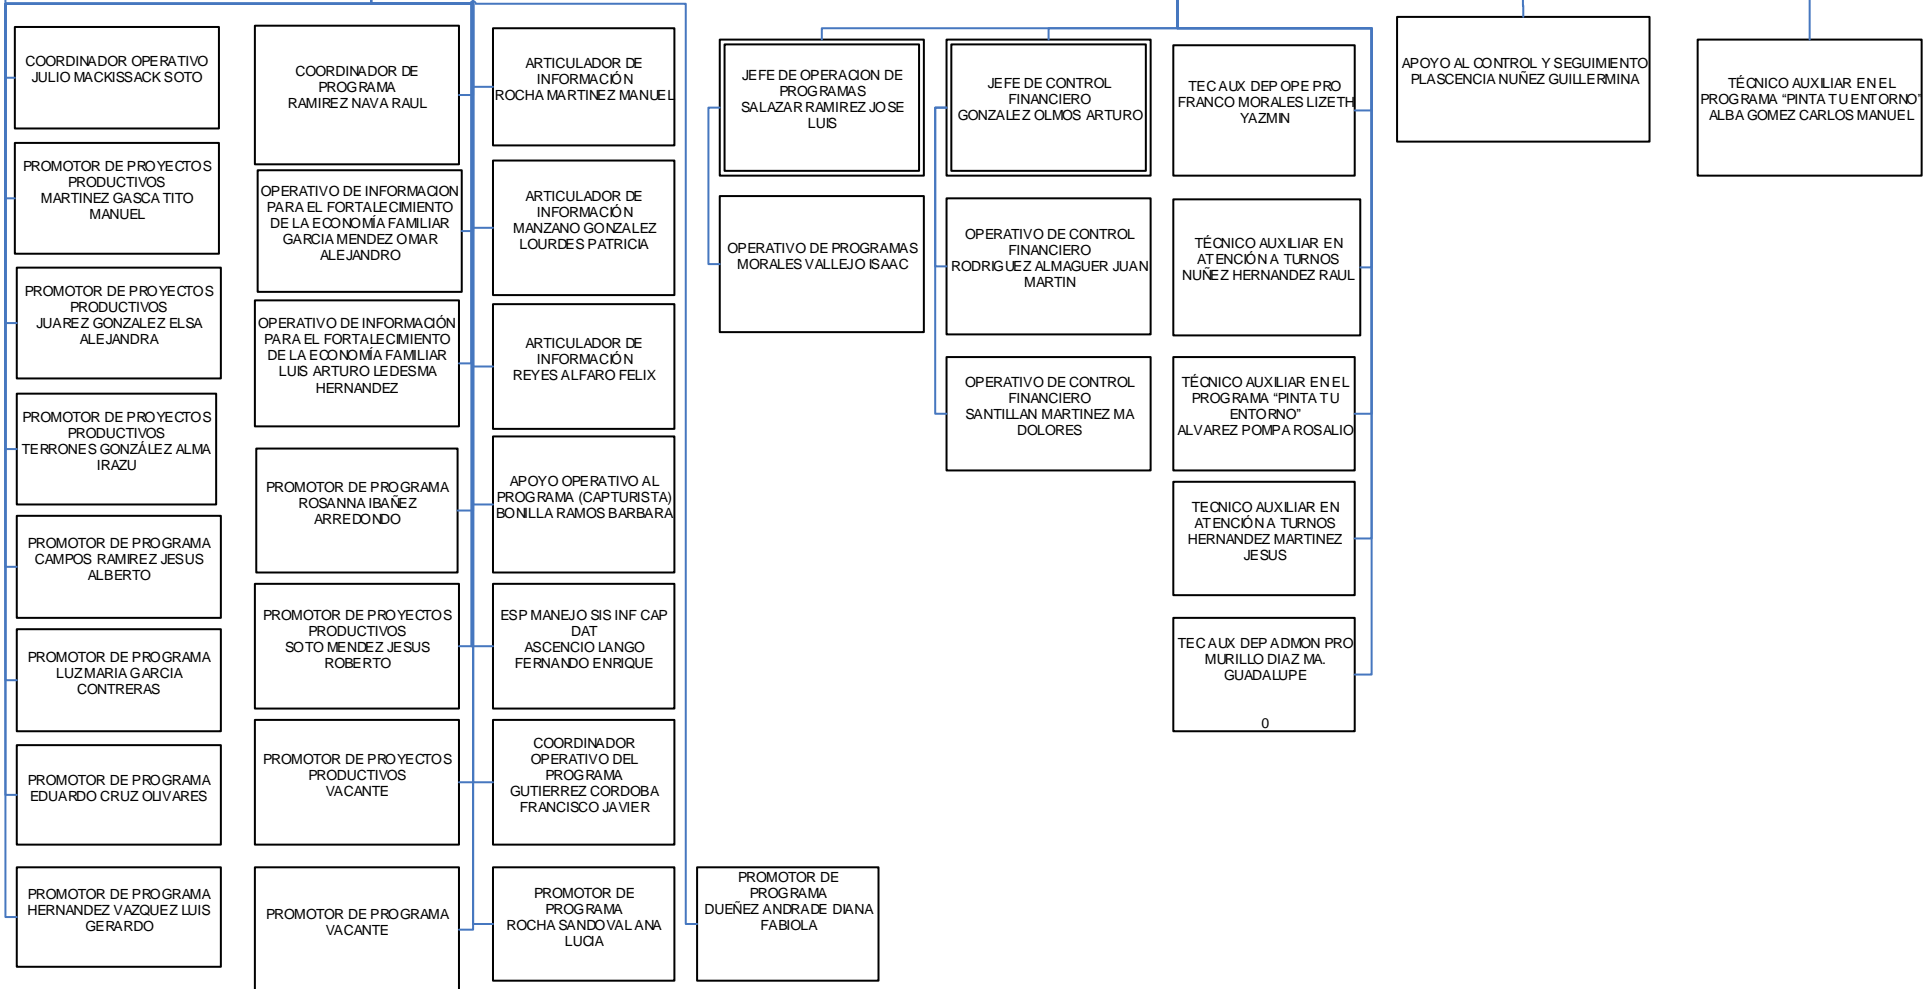 COORDINADOR OPERATIVO
JULIO MACKISSACK SOTO
PROMOTOR DE PROYECTOS
PRODUCTIVOS
MARTINEZ GASCA TITO
MANUEL
PROMOTOR DE PROYECTOS
PRODUCTIVOS
JUAREZ GONZALEZ ELSA
ALEJANDRA
PROMOTOR DE PROYECTOS
PRODUCTIVOS
TERRONES GONZÁLEZ ALMA
IRAZU
PROMOTOR DE PROGRAMA
CAMPOS RAMIREZ JESUS
ALBERTO
PROMOTOR DE PROGRAMA
LUZ MARIA GARCIA
CONTRERAS
PROMOTOR DE PROGRAMA
EDUARDO CRUZ OLIVARES
PROMOTOR DE PROGRAMA
HERNANDEZ VAZQUEZ LUIS
GERARDO
COORDINADOR DE
PROGRAMA
RAMIREZ NAVA RAUL
OPERATIVO DE INFORMACION
PARA EL FORTALECIMIENTO
DE LA ECONOMÍA FAMILIAR
GARCIA MENDEZ OMAR
ALEJANDRO
OPERATIVO DE INFORMACIÓN
PARA EL FORTALECIMIENTO
DE LA ECONOMÍA FAMILIAR
LUIS ARTURO LEDESMA
HERNANDEZ
PROMOTOR DE PROGRAMA
ROSANNA IBAÑEZ
ARREDONDO
PROMOTOR DE PROYECTOS
PRODUCTIVOS
SOTO MENDEZ JESUS
ROBERTO
PROMOTOR DE PROYECTOS
PRODUCTIVOS
VACANTE
PROMOTOR DE PROGRAMA
VACANTE
ARTICULADOR DE
INFORMACIÓN
ROCHA MARTINEZ MANUEL
ARTICULADOR DE
INFORMACIÓN
MANZANO GONZALEZ
LOURDES PATRICIA
ARTICULADOR DE
INFORMACIÓN
REYES ALFARO FELIX
APOYO OPERATIVO AL
PROGRAMA (CAPTURISTA)
BONILLA RAMOS BARBARA
ESP MANEJO SIS INF CAP
DAT
ASCENCIO LANGO
FERNANDO ENRIQUE
COORDINADOR
OPERATIVO DEL
PROGRAMA
GUTIERREZ CORDOBA
FRANCISCO JAVIER
PROMOTOR DE
PROGRAMA
ROCHA SANDOVAL ANA
LUCIA
PROMOTOR DE
PROGRAMA
DUEÑEZ ANDRADE DIANA
FABIOLA
JEFE DE OPERACION DE
PROGRAMAS
SALAZAR RAMIREZ JOSE
LUIS
OPERATIVO DE PROGRAMAS
MORALES VALLEJO ISAAC
JEFE DE CONTROL
FINANCIERO
GONZALEZ OLMOS ARTURO
OPERATIVO DE CONTROL
FINANCIERO
RODRIGUEZ ALMAGUER JUAN
MARTIN
OPERATIVO DE CONTROL
FINANCIERO
SANTILLAN MARTINEZ MA
DOLORES
TEC AUX DEP OPE PRO
FRANCO MORALES LIZETH
YAZMIN
TÉCNICO AUXILIAR EN
ATENCIÓN A TURNOS
NUÑEZ HERNANDEZ RAUL
TÉCNICO AUXILIAR EN EL
PROGRAMA “PINTA TU
ENTORNO”
ALVAREZ POMPA ROSALIO
TECNICO AUXILIAR EN
ATENCIÓN A TURNOS
HERNANDEZ MARTINEZ
JESUS
TEC AUX DEP ADMON PRO
MURILLO DIAZ MA.
GUADALUPE
0
APOYO AL CONTROL Y SEGUIMIENTO
PLASCENCIA NUÑEZ GUILLERMINA
TÉCNICO AUXILIAR EN EL
PROGRAMA “PINTA TU ENTORNO”
ALBA GOMEZ CARLOS MANUEL